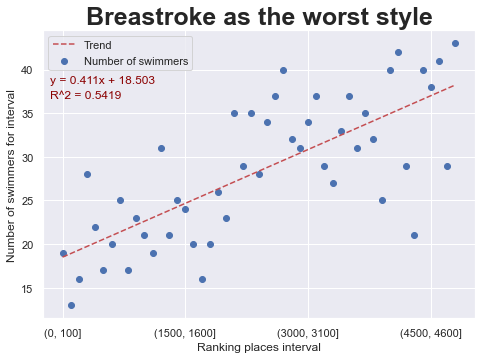 Breastroke as the worst style
Trend
Number of swimmers
y = 0.411x + 18.503
R^2 = 0.5419
Number of swimmers for interval
40
35
30
25
20
15
(0, 100]
(1500, 1600]
(3000, 3100]
(4500, 4600]
Ranking places interval